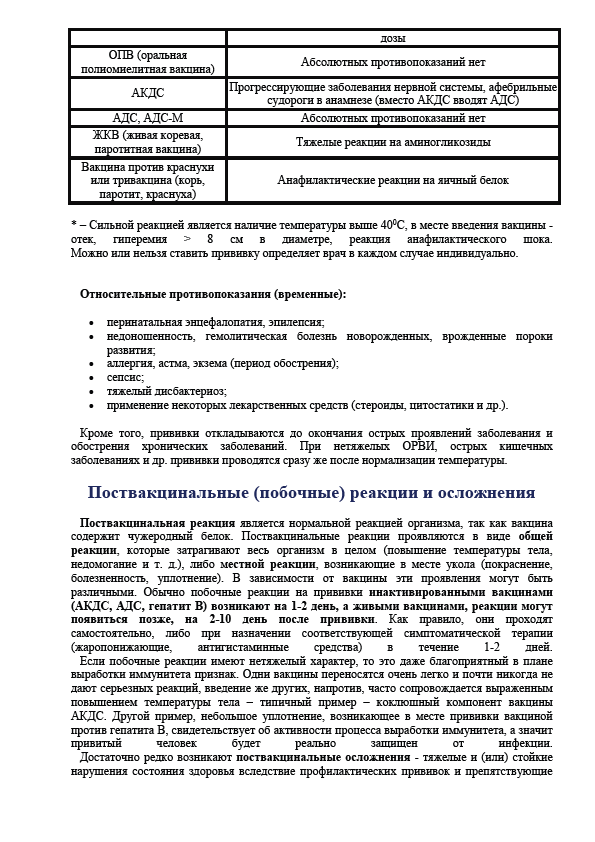 дозы
ОПВ (оральная
полиомиелитная вакцина)
Абсолютных противопоказаний нет
АКДС
Прогрессирующие заболевания нервной системы, афебрильные
судороги в анамнезе (вместо АКДС вводят АДС)
АДС, АДС-М
Абсолютных противопоказаний нет
ЖКВ (живая коревая,
паротитная вакцина)
Тяжелые реакции на аминогликозиды
Вакцина против краснухи
или тривакцина (корь,
паротит, краснуха)
Анафилактические реакции на яичный белок
* – Сильной реакцией является наличие температуры выше 40⁰С, в месте введения вакцины -
отек, гиперемия > 8 см в диаметре, реакция анафилактического шока.
Можно или нельзя ставить прививку определяет врач в каждом случае индивидуально.
Относительные противопоказания (временные):
• перинатальная энцефалопатия, эпилепсия;
• недоношенность, гемолитическая болезнь новорожденных, врожденные пороки
развития;
• аллергия, астма, экзема (период обострения);
• сепсис;
• тяжелый дисбактериоз;
• применение некоторых лекарственных средств (стероиды, цитостатики и др.).
Кроме того, прививки откладываются до окончания острых проявлений заболевания и
обострения хронических заболеваний. При нетяжелых ОРВИ, острых кишечных
заболеваниях и др. прививки проводятся сразу же после нормализации температуры.
Поствакцинальные (побочные) реакции и осложнения
Поствакцинальная реакция является нормальной реакцией организма, так как вакцина
содержит чужеродный белок. Поствакцинальные реакции проявляются в виде общей
реакции, которые затрагивают весь организм в целом (повышение температуры тела,
недомогание и т. д.), либо местной реакции, возникающие в месте укола (покраснение,
болезненность, уплотнение). В зависимости от вакцины эти проявления могут быть
различными. Обычно побочные реакции на прививки инактивированными вакцинами
(АКДС, АДС, гепатит В) возникают на 1-2 день, а живыми вакцинами, реакции могут
появиться позже, на 2-10 день после прививки. Как правило, они проходят
самостоятельно, либо при назначении соответствующей симптоматической терапии
(жаропонижающие, антигистаминные средства) в течение 1-2 дней.
Если побочные реакции имеют нетяжелый характер, то это даже благоприятный в плане
выработки иммунитета признак. Одни вакцины переносятся очень легко и почти никогда не
дают серьезных реакций, введение же других, напротив, часто сопровождается выраженным
повышением температуры тела – типичный пример – коклюшный компонент вакцины
АКДС. Другой пример, небольшое уплотнение, возникающее в месте прививки вакциной
против гепатита В, свидетельствует об активности процесса выработки иммунитета, а значит
привитый человек будет реально защищен от инфекции.
Достаточно редко возникают поствакцинальные осложнения - тяжелые и (или) стойкие
нарушения состояния здоровья вследствие профилактических прививок и препятствующие